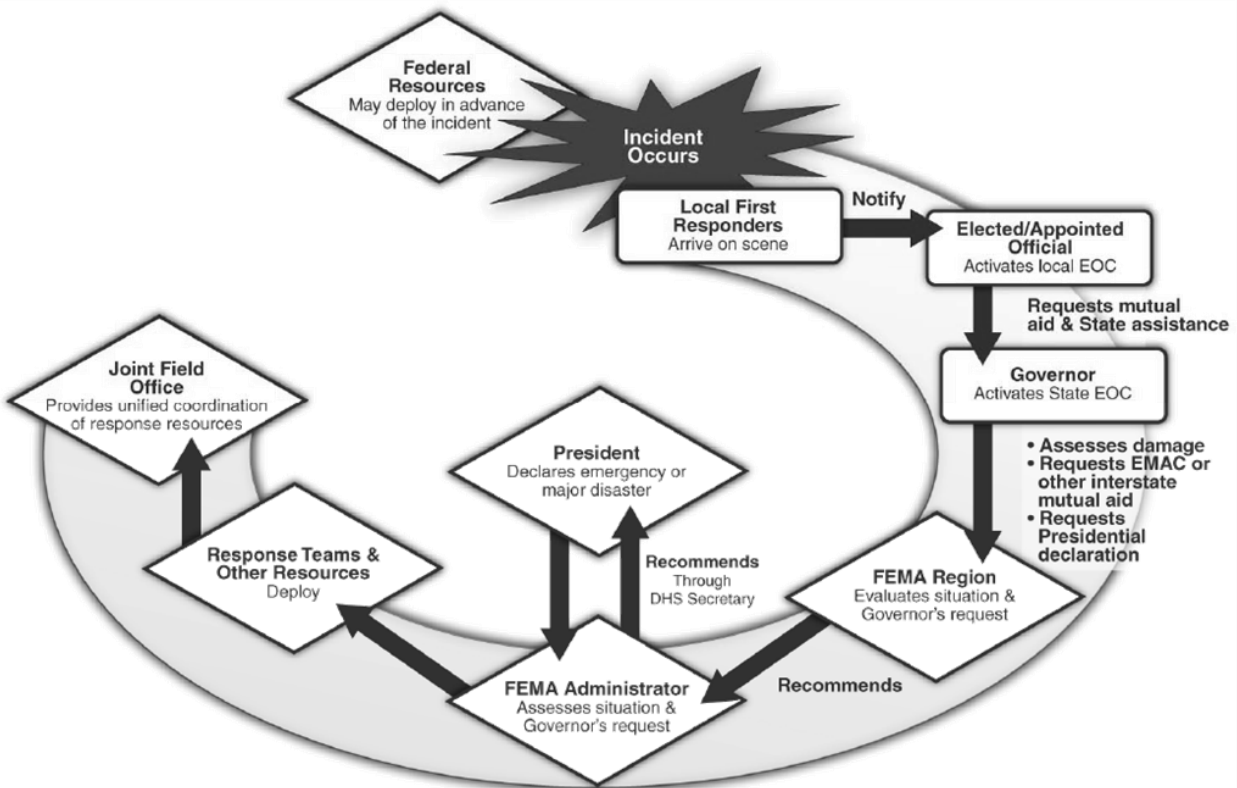 Federal
Resources
May deploy in advance
of the incident
Incident
Occurs
Local First
Responders
Arrive on scene
Notify
Elected/Appointed
Official
Activates local EOC
Requests mutual
aid & State assistance
Governor
Activates State EOC
• Assesses damage
• Requests EMAC or
other interstate
mutual aid
• Requests
Presidential
declaration
FEMA Region
Evaluates situation &
Governor's request
Recommends
FEMA Administrator
Assesses situation &
Governor's request
Recommends
Through
DHS Secretary
President
Declares emergency or
major disaster
Response Teams &
Other Resources
Deploy
Joint Field
Office
Provides unified coordination
of response resources